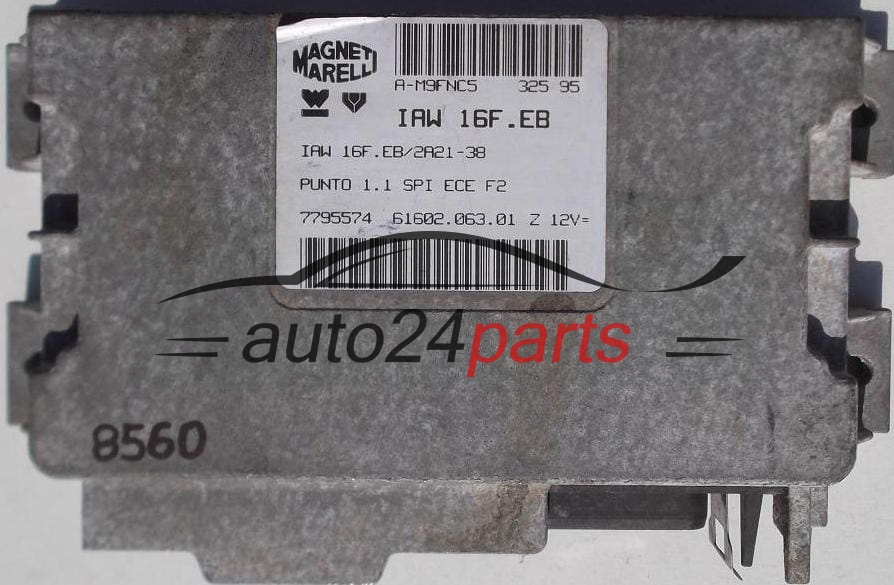 MAGNETI
MARELLI
A-M9FNC5 325 95
IAW 16F.EB
IAW 16F.EB/2A21-38
PUNTO 1.1 SPI ECE F2
7795574 61602.063.01 Z 12V=
auto24parts
8560